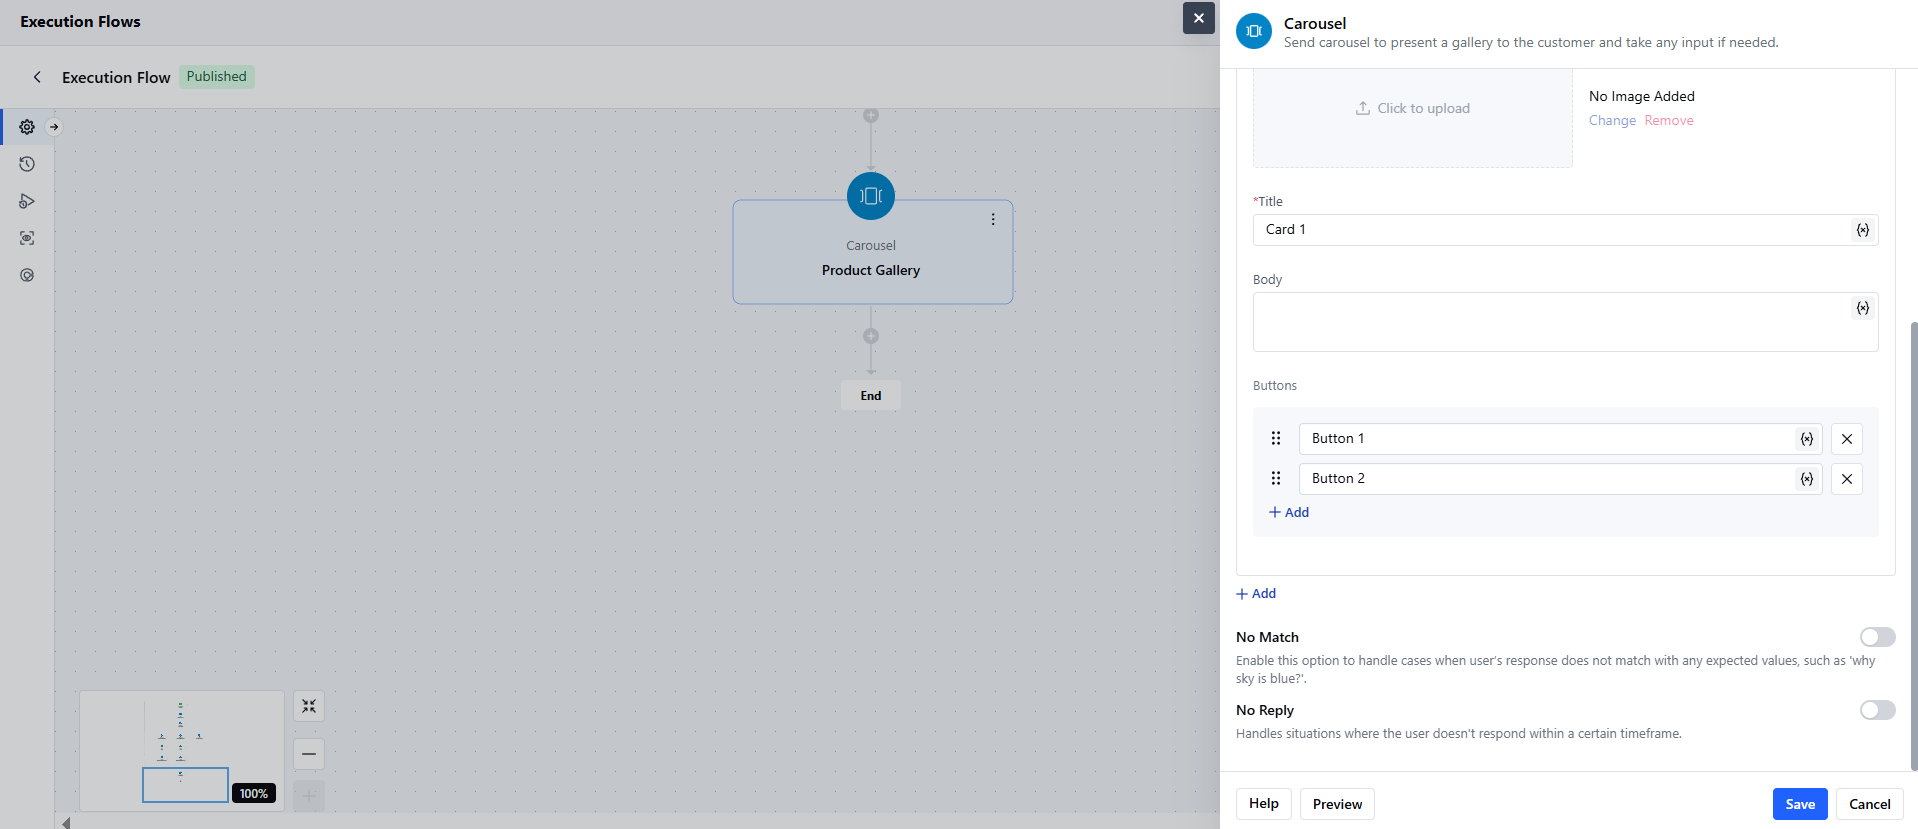 Execution Flows
Execution Flow
Published
Carousel
Product Gallery
End
100%
Carousel
Send carousel to present a gallery to the customer and take any input if needed.
Click to upload
No Image Added
Change Remove
*Title
Card 1
{x}
Body
{x}
Buttons
Button 1
{x}
Button 2
{x}
+ Add
+ Add
No Match
Enable this option to handle cases when user's response does not match with any expected values, such as 'why
sky is blue?'.
No Reply
Handles situations where the user doesn't respond within a certain timeframe.
Help
Preview
Save
Cancel